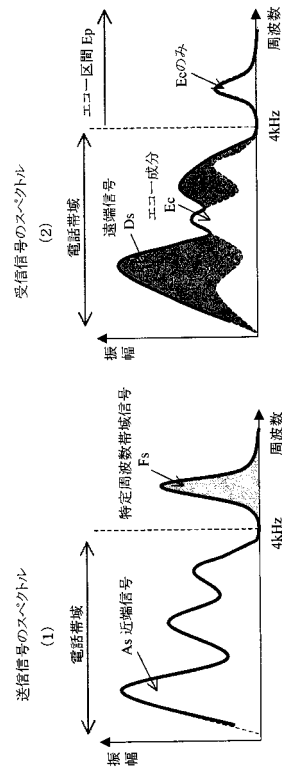 送信信号のスペクトル
(1)
電話帯域
振幅
As 近端信号
特定周波数帯域信号
Fs
4kHz
周波数
受信信号のスペクトル
(2)
電話帯域
エコー区間 Ep
振幅
遠端信号
Ds
エコー成分
Ec
Ecのみ
4kHz
周波数